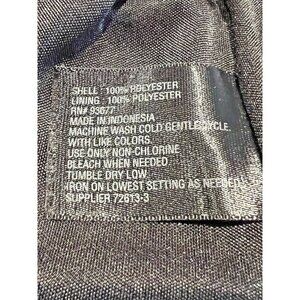 SHELL : 100% POLYESTER
LINING : 100% POLYESTER
RN# 93677
MADE IN INDONESIA
MACHINE WASH COLD GENTLE CYCLE.
WITH LIKE COLORS.
USE ONLY NON-CHLORINE
BLEACH WHEN NEEDED
TUMBLE DRY LOW
IRON ON LOWEST SETTING AS NEEDED.
SUPPLIER 72613-3